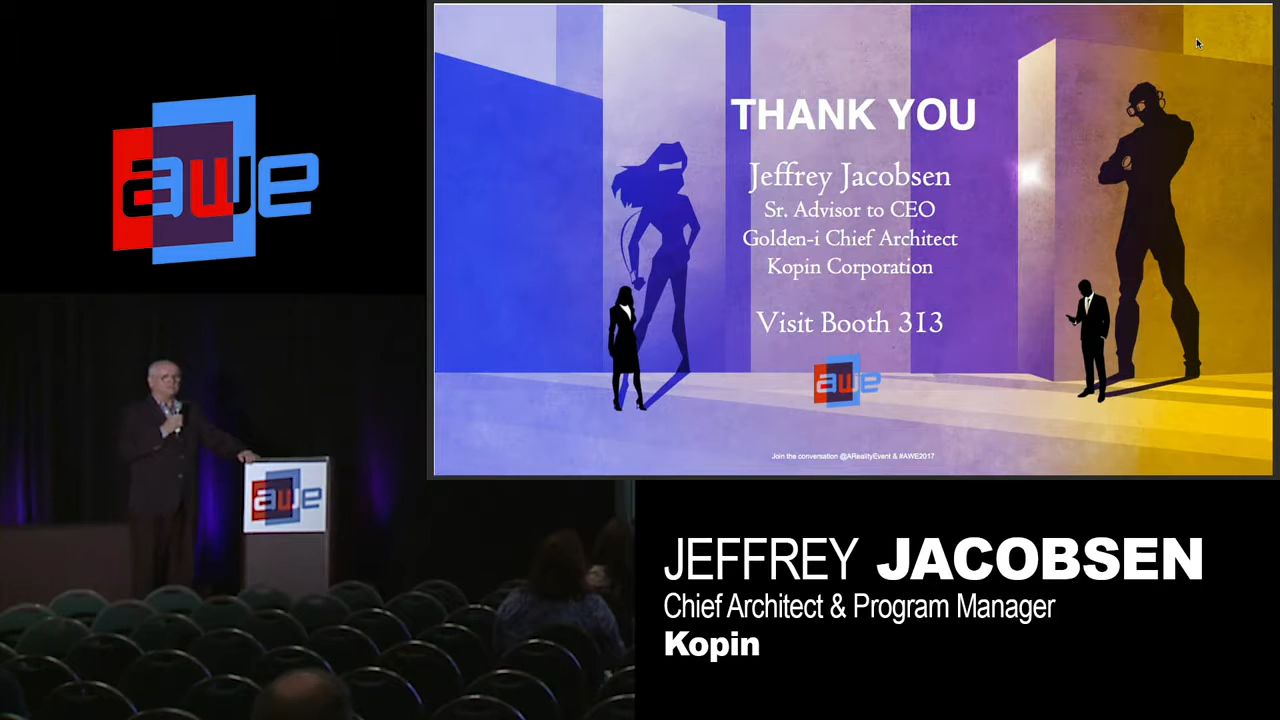 awe
THANK YOU
Jeffrey Jacobsen
Sr. Advisor to CEO
Golden-i Chief Architect
Kopin Corporation
Visit Booth 313
awe
Join the conversation @ARealityEvent & #AWE2017
awe
JEFFREY JACOBSEN
Chief Architect & Program Manager
Kopin